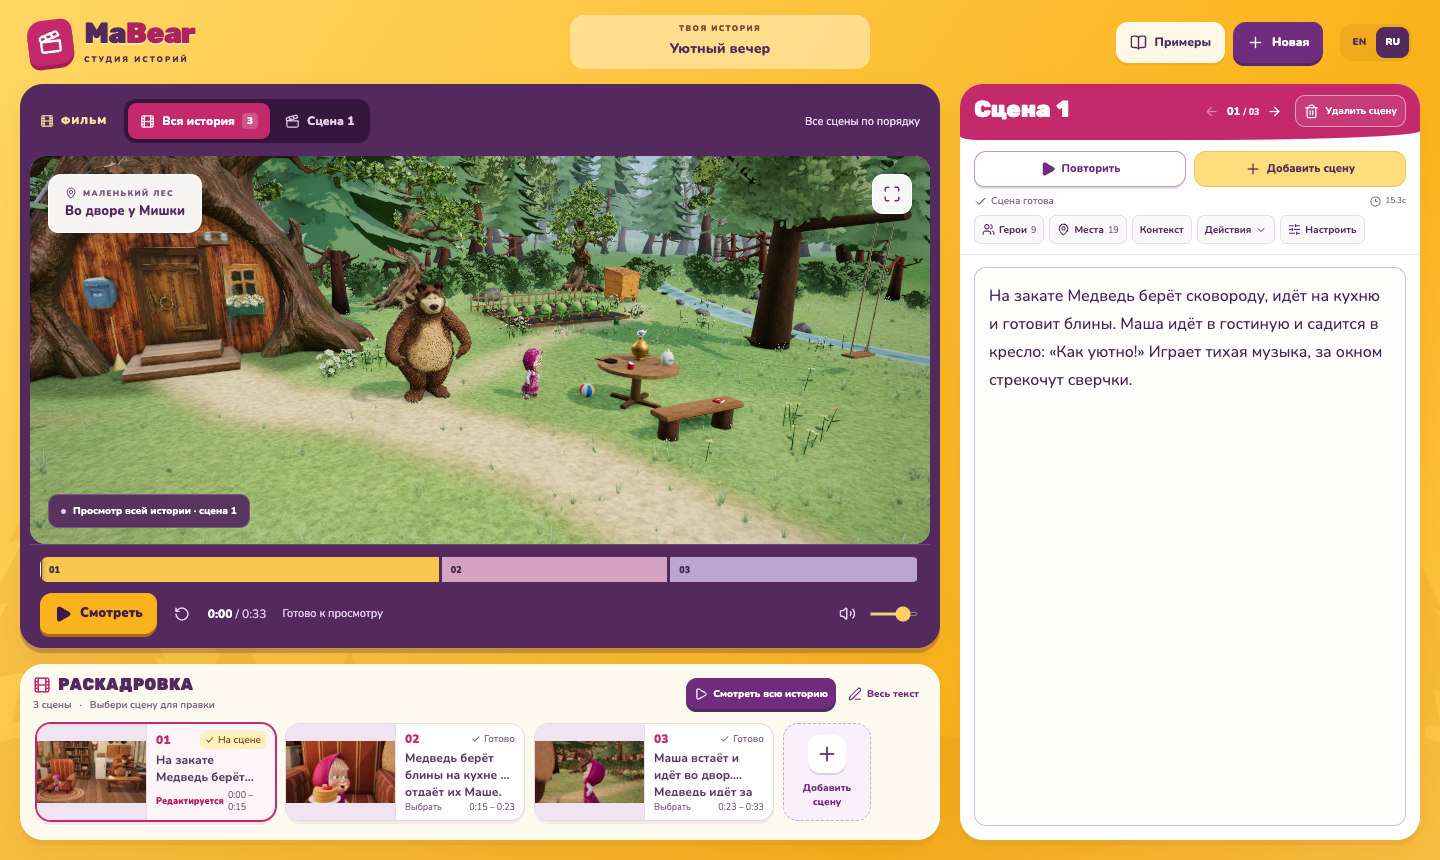 MaBear
СТУДИЯ ИСТОРИЙ
ТВОЯ ИСТОРИЯ
Уютный вечер
Примеры
Новая
EN
RU
ФИЛЬМ
Вся история 3
Сцена 1
Все сцены по порядку
МАЛЕНЬКИЙ ЛЕС
Во дворе у Мишки
Просмотр всей истории · сцена 1
01
02
03
Смотреть
0:00 / 0:33
Готово к просмотру
РАСКАДРОВКА
3 сцены · Выбери сцену для правки
Смотреть всю историю
Весь текст
01
На сцене
На закате
Медведь берёт...
Редактируется
0:00 –
0:15
02
Готово
Медведь берёт
блины на кухне ...
отдаёт их Маше.
Выбрать
0:15 – 0:23
03
Готово
Маша встаёт и
идёт во двор....
Медведь идёт за
Выбрать
0:23 – 0:33
Добавить
сцену
Сцена 1
01 / 03
Удалить сцену
Повторить
Добавить сцену
Сцена готова
15.3с
Герои 9
Места 19
Контекст
Действия
Настроить
На закате Медведь берёт сковороду, идёт на кухню
и готовит блины. Маша идёт в гостиную и садится в
кресло: «Как уютно!» Играет тихая музыка, за окном
стрекочут сверчки.